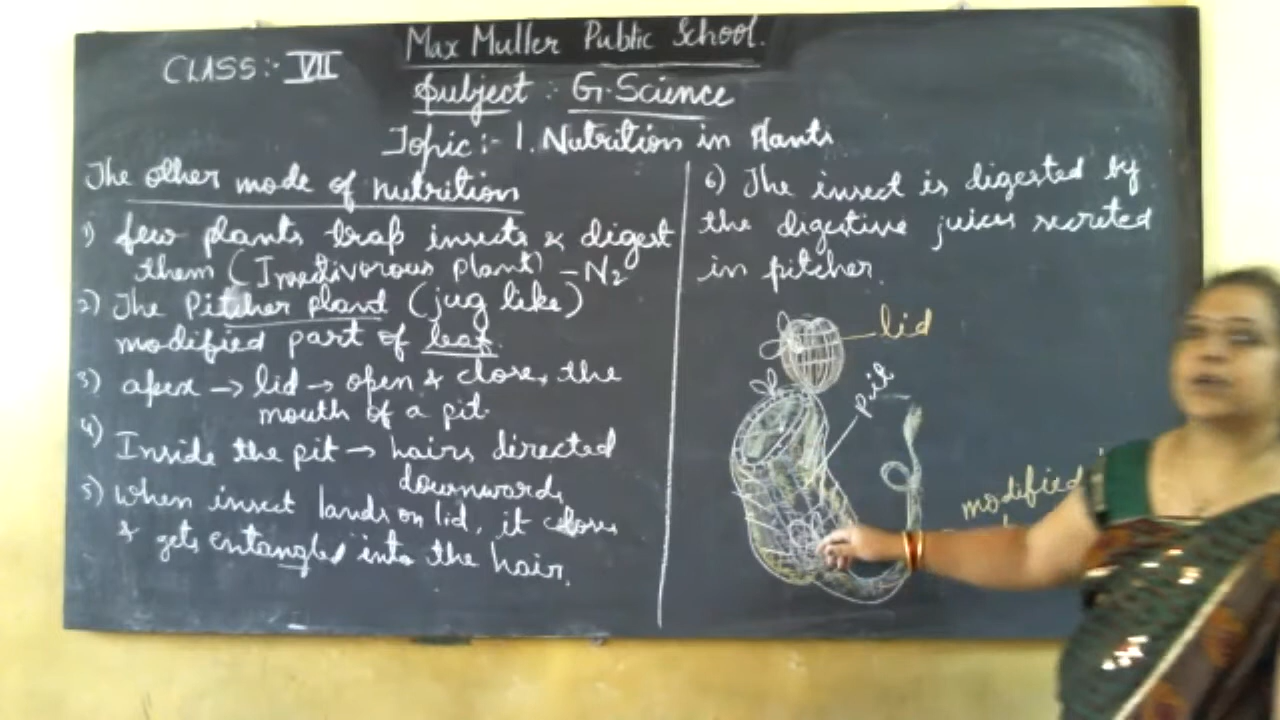 Max Muller Public School.
CLASS:- VII
Subject :- G.Science
Topic:- 1. Nutrition in Plants
The other mode of nutrition
1) few plants trap insects & digest
them (Insectivorous plant) - N2
2) The Pitcher plant (jug like)
modified part of leaf.
3) apex → lid → open & close, the
mouth of a pit.
4) Inside the pit → hairs directed
downward,
5) When insect lands on lid, it closes
& gets entangled into the hair.
6) The insect is digested by
the digestive juices secreted
in pitcher.
lid
pit
modified